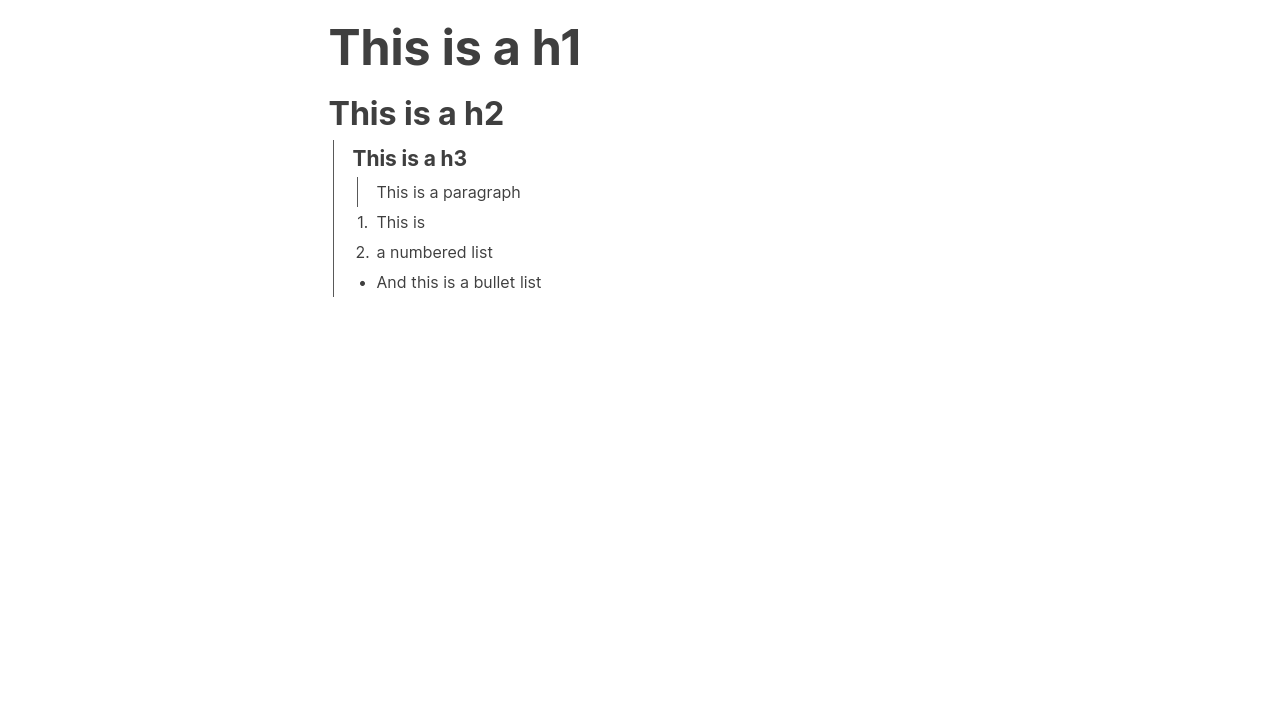 This is a h1
This is a h2
This is a h3
This is a paragraph
1. This is
2. a numbered list
• And this is a bullet list